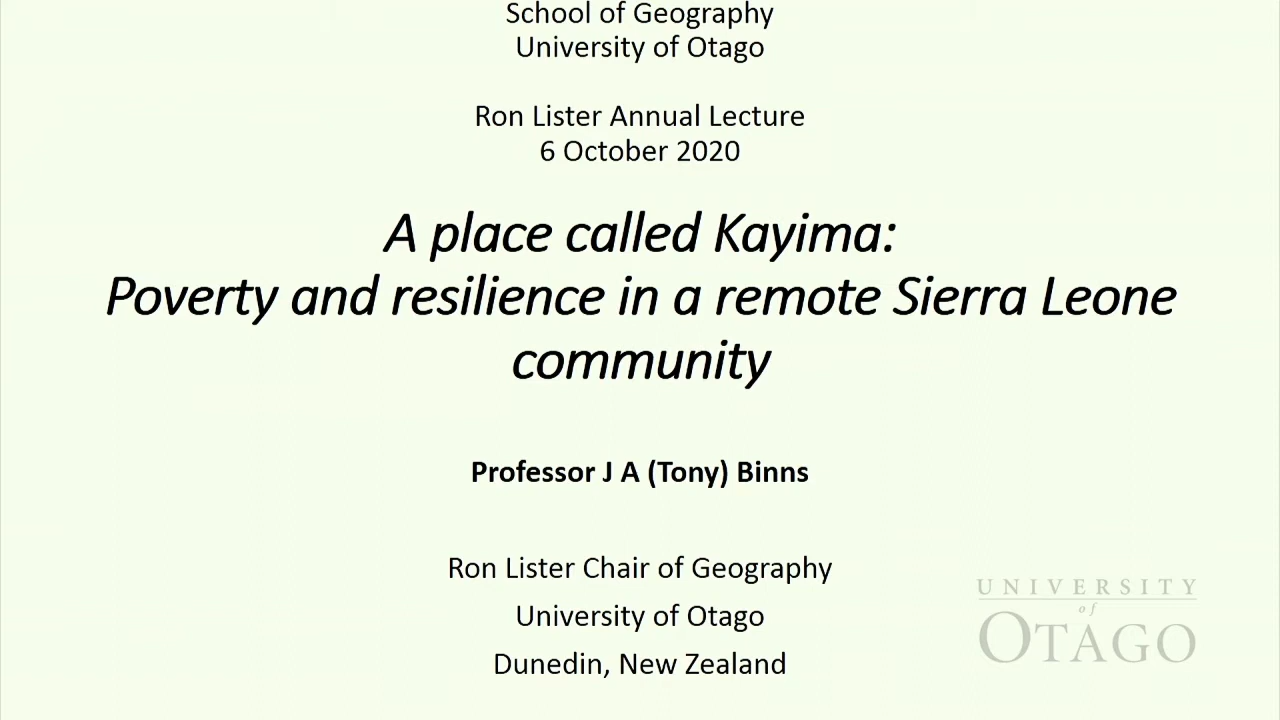 School of Geography
University of Otago
Ron Lister Annual Lecture
6 October 2020
A place called Kayima:
Poverty and resilience in a remote Sierra Leone
community
Professor J A (Tony) Binns
Ron Lister Chair of Geography
University of Otago
Dunedin, New Zealand
UNIVERSITY
of
OTAGO